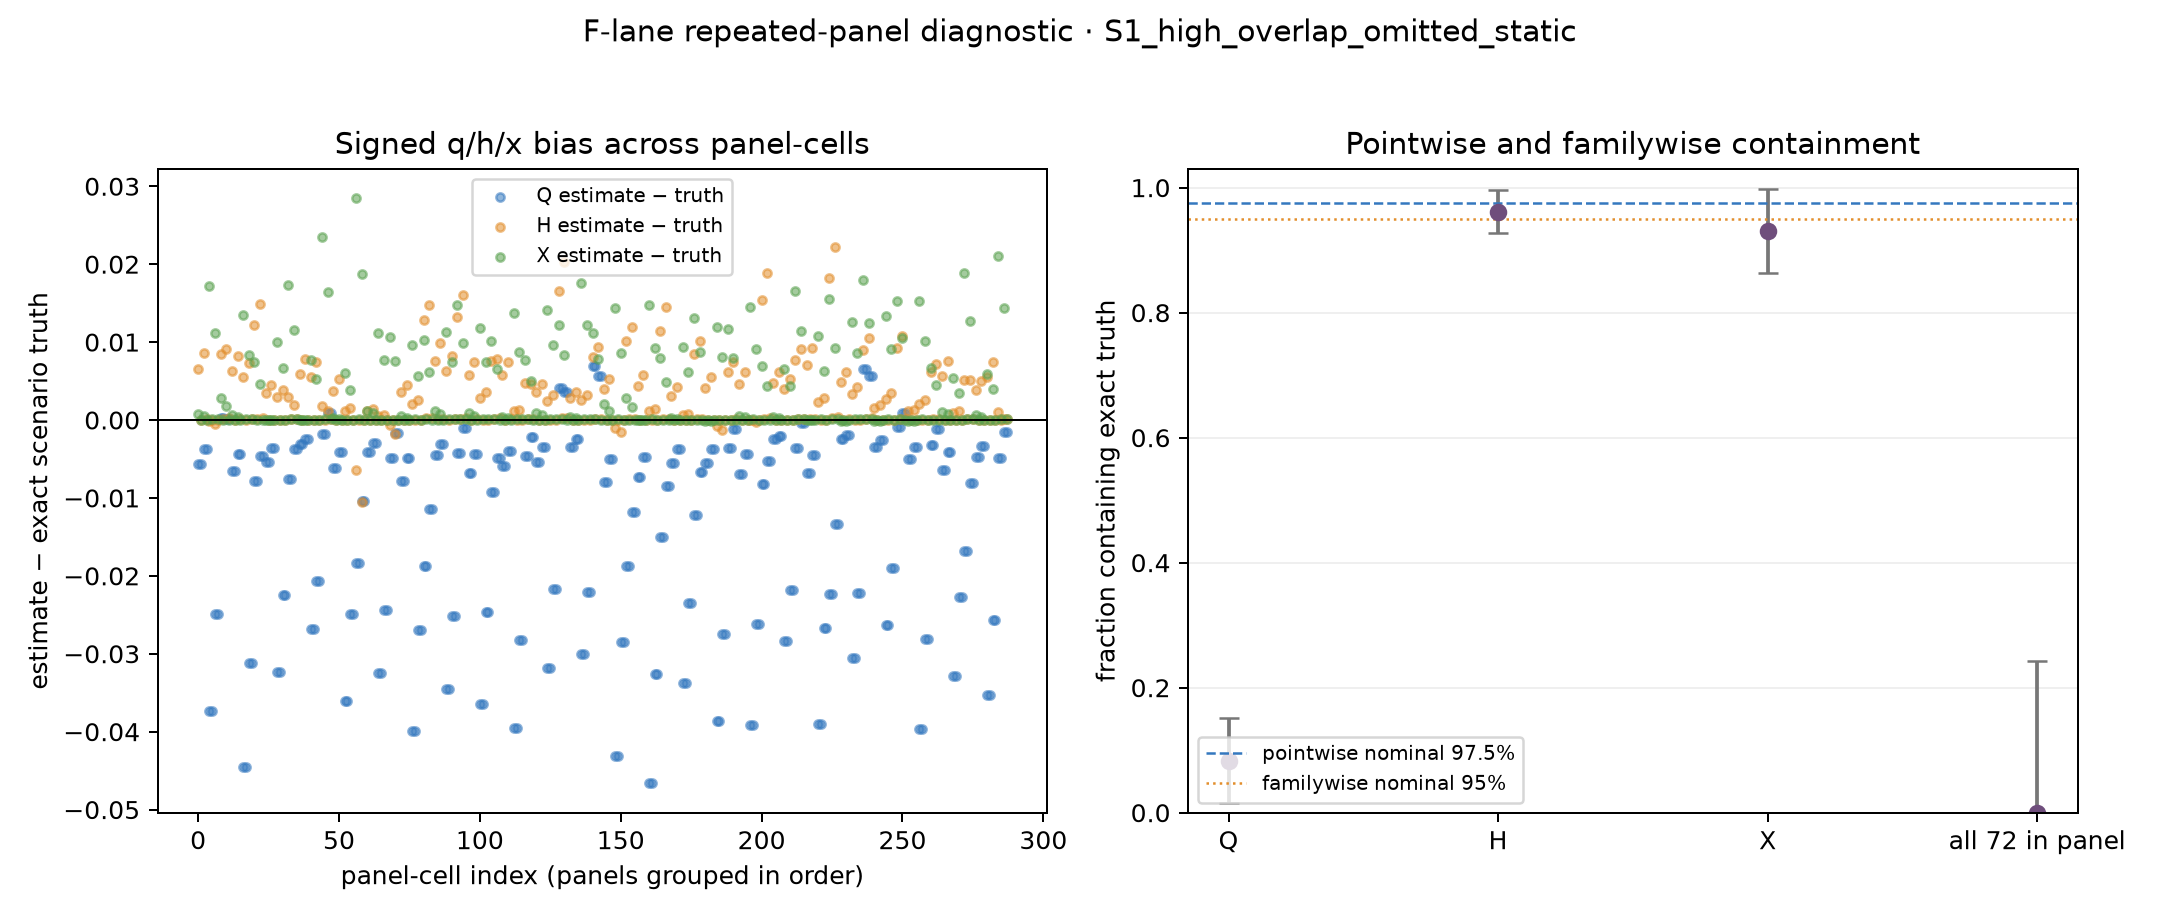 F-lane repeated-panel diagnostic · S1_high_overlap_omitted_static
Signed q/h/x bias across panel-cells
estimate − exact scenario truth
0.03
0.02
0.01
0.00
−0.01
−0.02
−0.03
−0.04
−0.05
Q estimate − truth
H estimate − truth
X estimate − truth
0
50
100
150
200
250
300
panel-cell index (panels grouped in order)
Pointwise and familywise containment
fraction containing exact truth
1.0
0.8
0.6
0.4
0.2
0.0
pointwise nominal 97.5%
familywise nominal 95%
Q
H
X
all 72 in panel